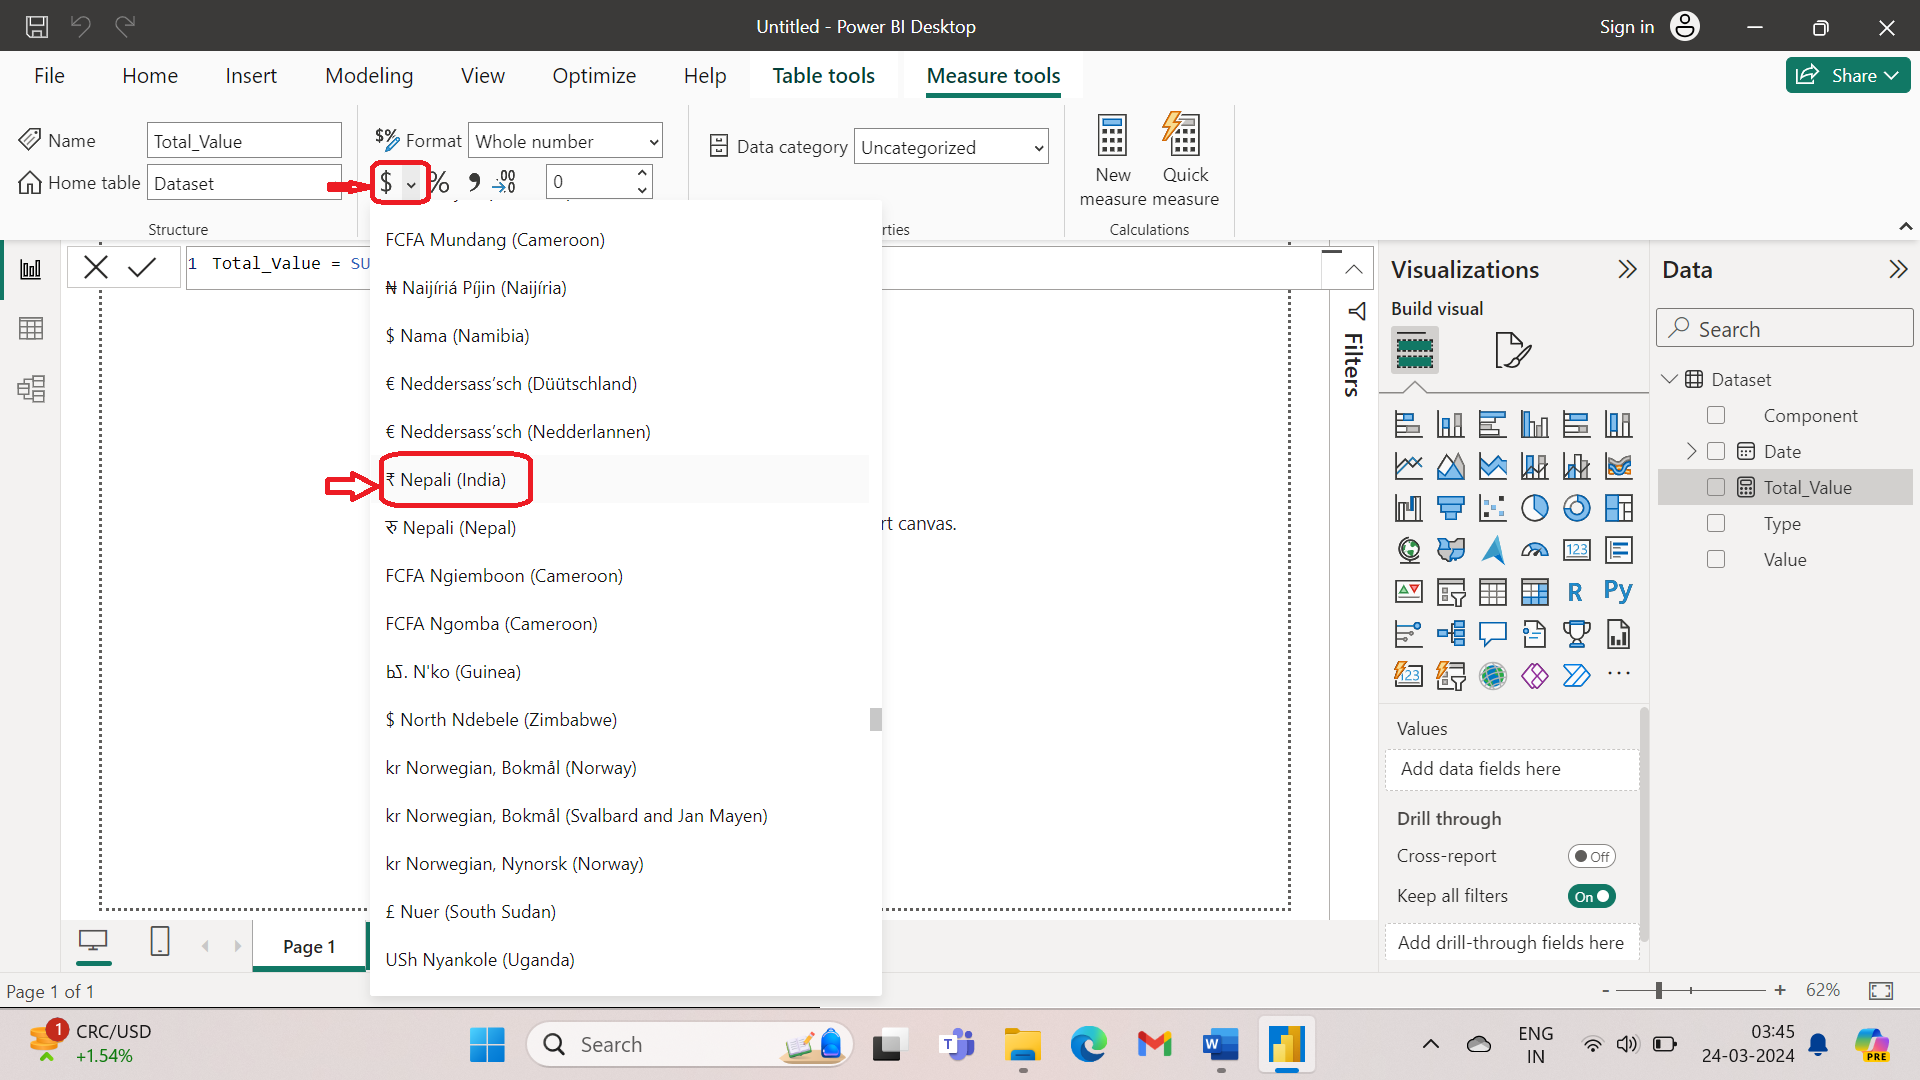 Untitled - Power BI Desktop
Sign in
File
Home
Insert
Modeling
View
Optimize
Help
Table tools
Measure tools
Share
Name
Total_Value
Home table
Dataset
Structure
$% Format
Whole number
$
%
,
.00
0
Data category
Uncategorized
rties
New
measure
Quick
measure
Calculations
1 Total_Value = SU
FCFA Mundang (Cameroon)
₦ Naijíriá Píjin (Naijíria)
$ Nama (Namibia)
€ Neddersass’sch (Düütschland)
€ Neddersass’sch (Nedderlannen)
₹ Nepali (India)
रु Nepali (Nepal)
FCFA Ngiemboon (Cameroon)
FCFA Ngomba (Cameroon)
N'ko (Guinea)
$ North Ndebele (Zimbabwe)
kr Norwegian, Bokmål (Norway)
kr Norwegian, Bokmål (Svalbard and Jan Mayen)
kr Norwegian, Nynorsk (Norway)
£ Nuer (South Sudan)
USh Nyankole (Uganda)
rt canvas.
Filters
Visualizations
Build visual
123
R
Py
123
...
Values
Add data fields here
Drill through
Cross-report
Off
Keep all filters
On
Add drill-through fields here
Data
Search
Dataset
Component
Date
Total_Value
Type
Value
Page 1
Page 1 of 1
- + 62%
1
CRC/USD
+1.54%
Search
T
W
ENG
IN
03:45
24-03-2024
PRE